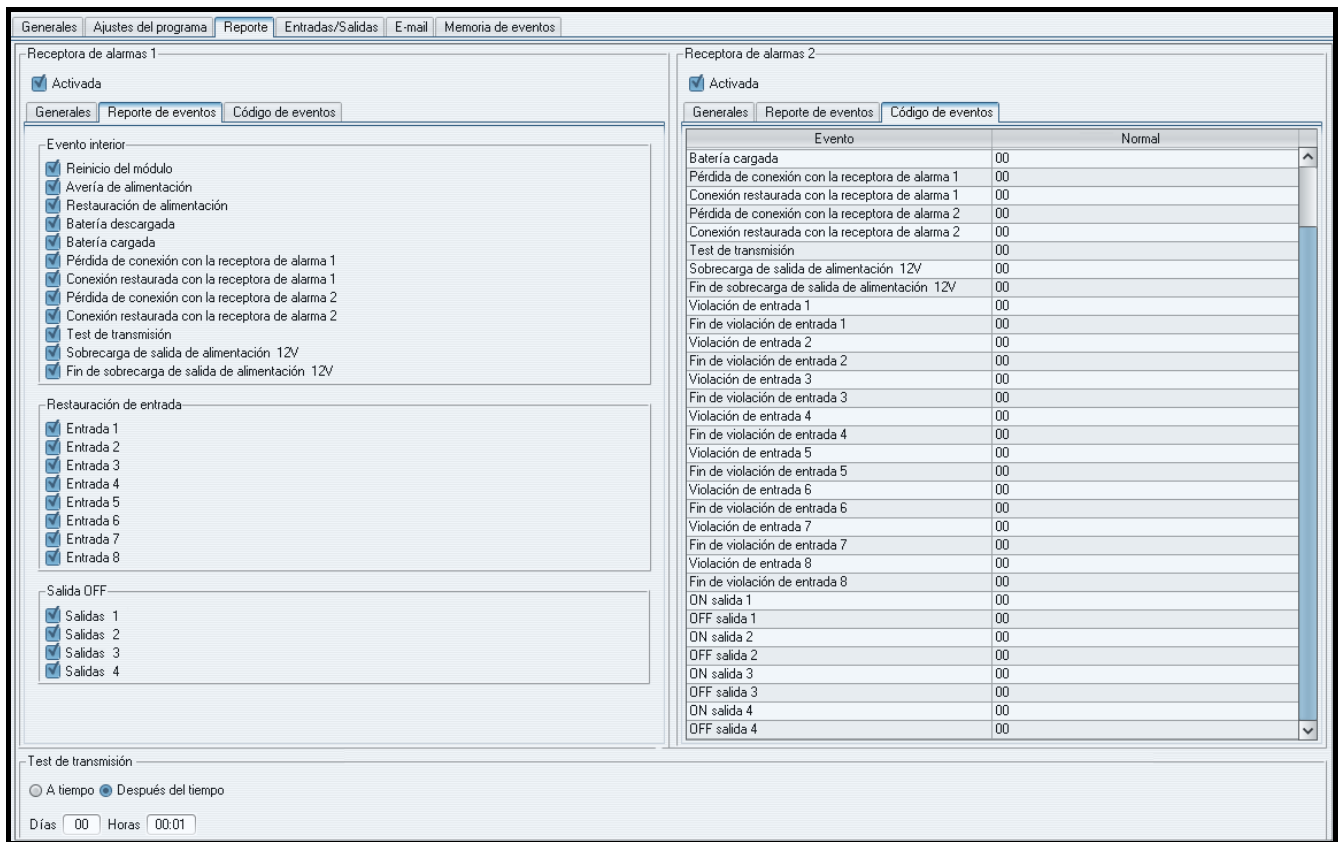 Generales Ajustes del programa Reporte Entradas/Salidas E-mail Memoria de eventos
Receptora de alarmas 1
Activada
Generales Reporte de eventos Código de eventos
Evento interior
Reinicio del módulo
Avería de alimentación
Restauración de alimentación
Batería descargada
Batería cargada
Pérdida de conexión con la receptora de alarma 1
Conexión restaurada con la receptora de alarma 1
Pérdida de conexión con la receptora de alarma 2
Conexión restaurada con la receptora de alarma 2
Test de transmisión
Sobrecarga de salida de alimentación 12V
Fin de sobrecarga de salida de alimentación 12V
Restauración de entrada
Entrada 1
Entrada 2
Entrada 3
Entrada 4
Entrada 5
Entrada 6
Entrada 7
Entrada 8
Salida OFF
Salidas 1
Salidas 2
Salidas 3
Salidas 4
Receptora de alarmas 2
Activada
Generales Reporte de eventos Código de eventos
Evento Normal
Batería cargada 00
Pérdida de conexión con la receptora de alarma 1 00
Conexión restaurada con la receptora de alarma 1 00
Pérdida de conexión con la receptora de alarma 2 00
Conexión restaurada con la receptora de alarma 2 00
Test de transmisión 00
Sobrecarga de salida de alimentación 12V 00
Fin de sobrecarga de salida de alimentación 12V 00
Violación de entrada 1 00
Fin de violación de entrada 1 00
Violación de entrada 2 00
Fin de violación de entrada 2 00
Violación de entrada 3 00
Fin de violación de entrada 3 00
Violación de entrada 4 00
Fin de violación de entrada 4 00
Violación de entrada 5 00
Fin de violación de entrada 5 00
Violación de entrada 6 00
Fin de violación de entrada 6 00
Violación de entrada 7 00
Fin de violación de entrada 7 00
Violación de entrada 8 00
Fin de violación de entrada 8 00
ON salida 1 00
OFF salida 1 00
ON salida 2 00
OFF salida 2 00
ON salida 3 00
OFF salida 3 00
ON salida 4 00
OFF salida 4 00
Test de transmisión
A tiempo Después del tiempo
Días 00 Horas 00:01